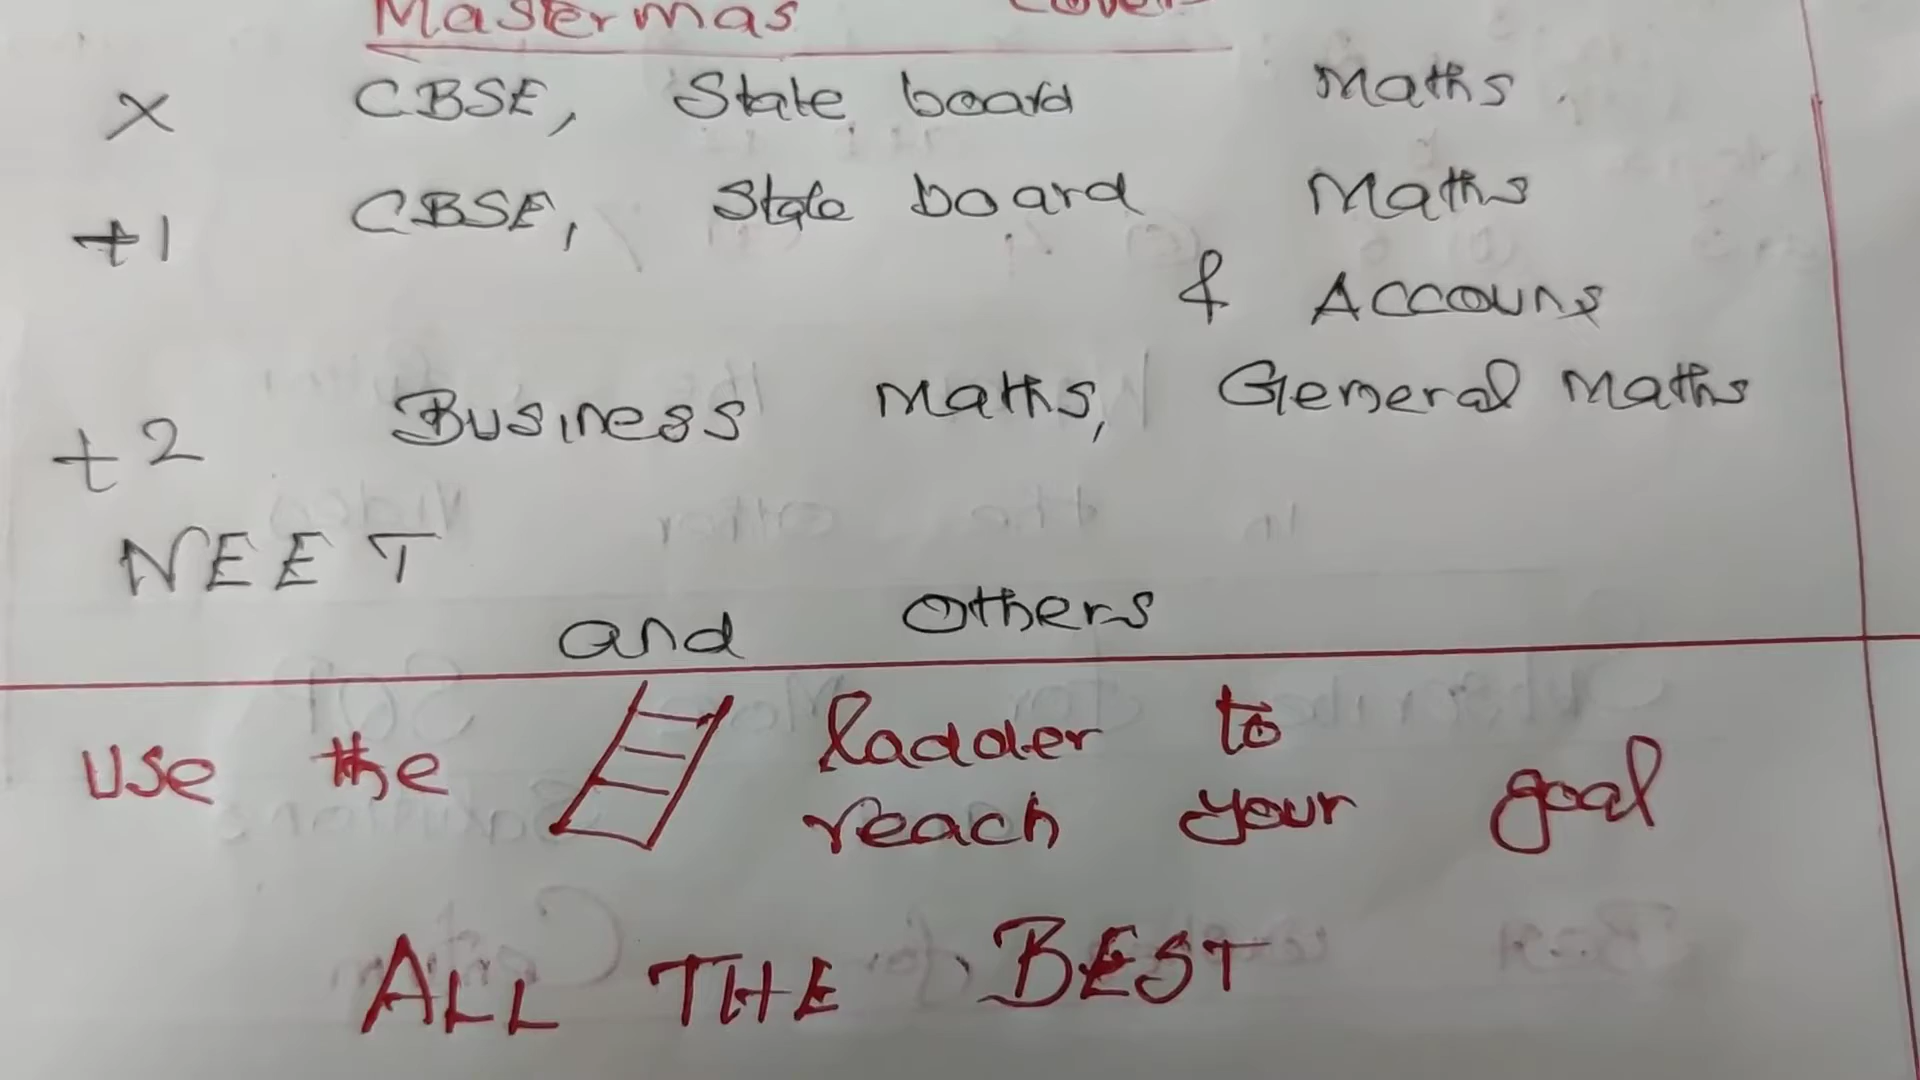 Mastermas Cover
X CBSE, State board Maths
+1 CBSE, State board Maths
& Accouns
+2 Business Maths, General Maths
NEET
and others
use the ladder to
reach your goal
ALL THE BEST